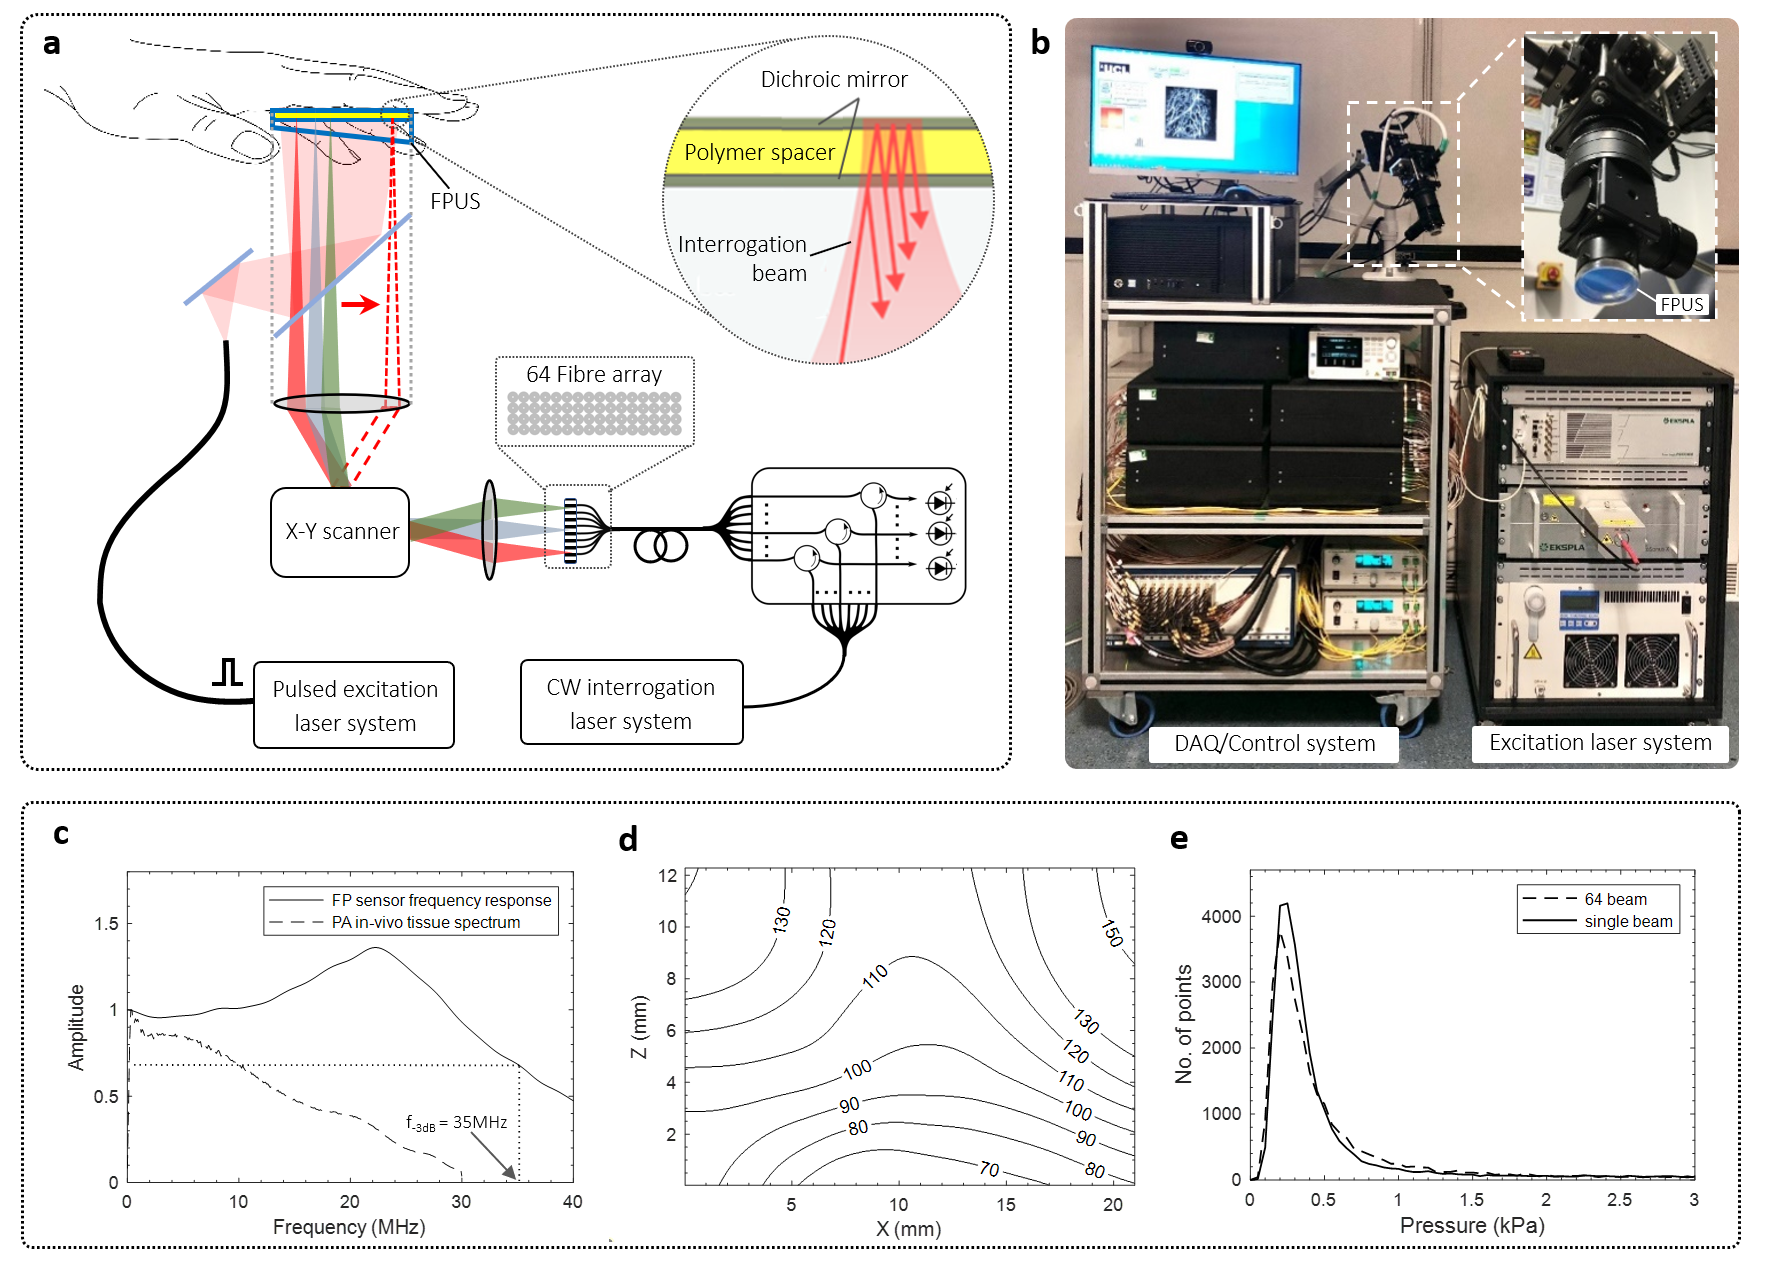 a
Dichroic mirror
Polymer spacer
FPUS
Interrogation
beam
64 Fibre array
X-Y scanner
Pulsed excitation
laser system
CW interrogation
laser system
b
UCL
FPUS
EKSPLA
EKSPLA
DAQ/Control system
Excitation laser system
c
FP sensor frequency response
PA in-vivo tissue spectrum
Amplitude
1.5
1
0.5
0
f-3dB = 35MHz
0 10 20 30 40
Frequency (MHz)
d
Z (mm)
12
10
8
6
4
2
130
120
110
150
130
120
110
100
100
90
90
80
80
70
5 10 15 20
X (mm)
e
64 beam
single beam
No. of points
4000
3000
2000
1000
0
0 0.5 1 1.5 2 2.5 3
Pressure (kPa)